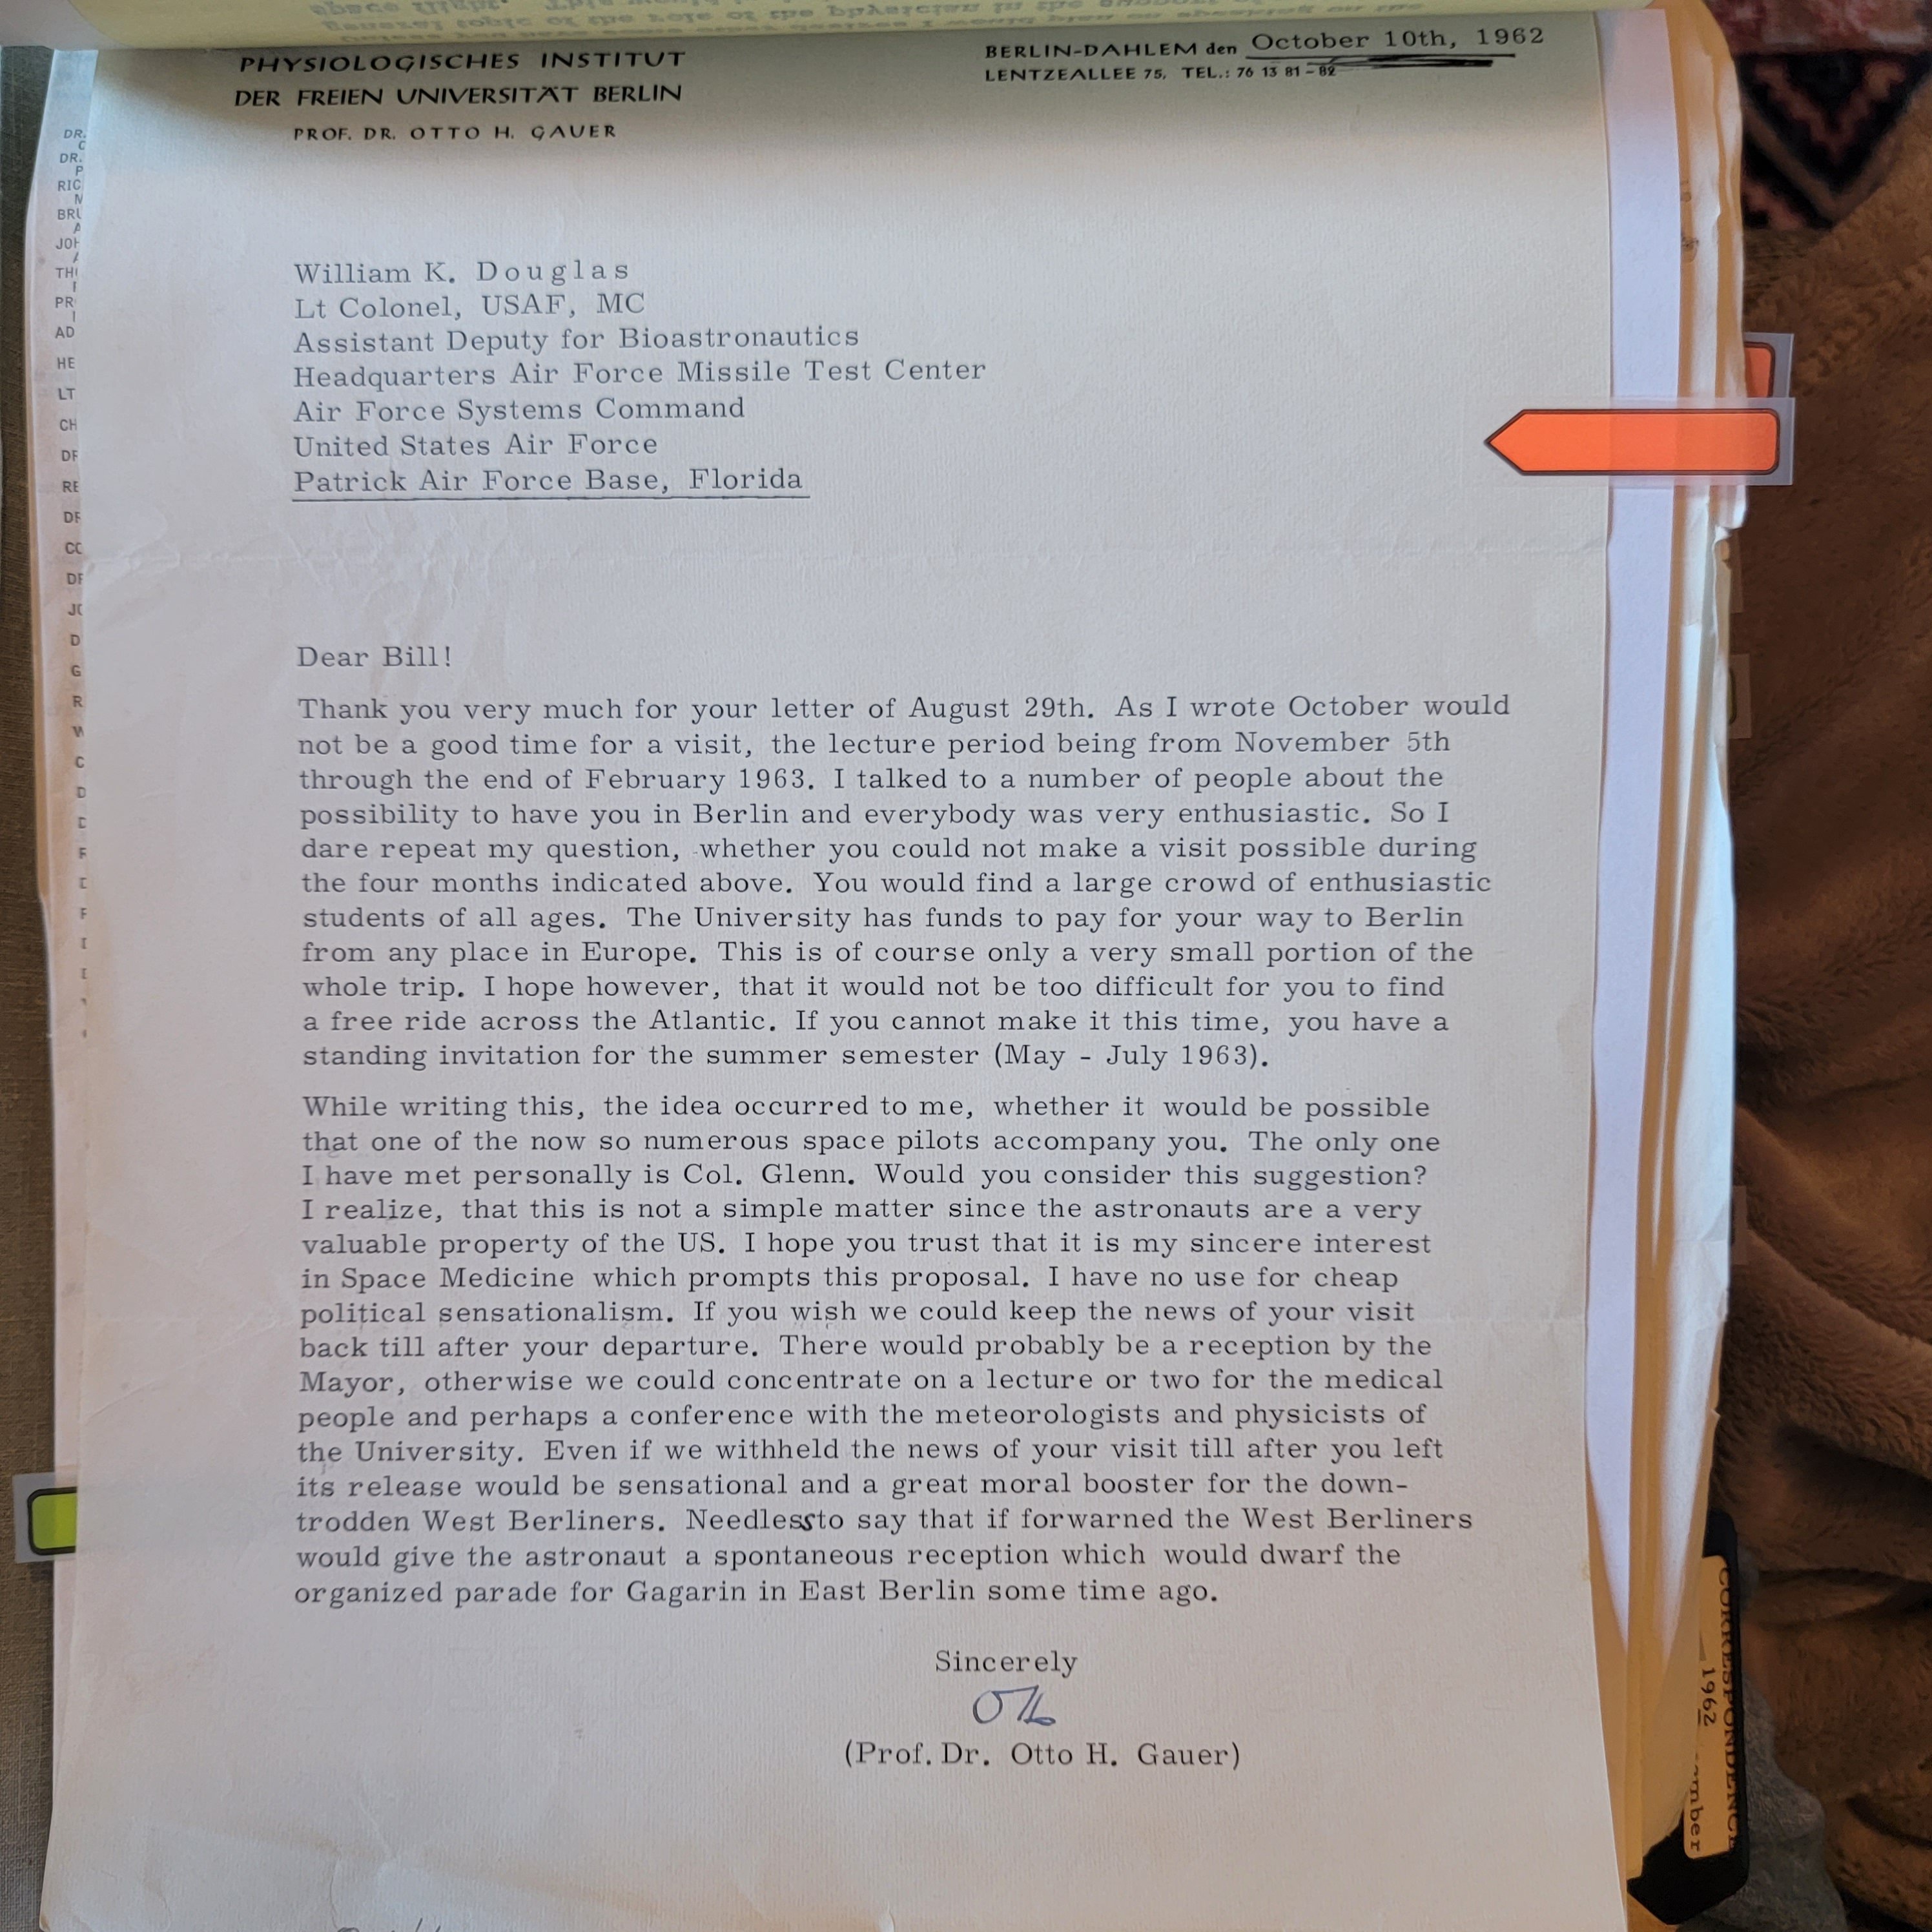 PHYSIOLOGISCHES INSTITUT
DER FREIEN UNIVERSITÄT BERLIN
PROF. DR. OTTO H. GAUER
BERLIN-DAHLEM den October 10th, 1962
LENTZEALLEE 75, TEL.: 76 13 81 - 82
William K. Douglas
Lt Colonel, USAF, MC
Assistant Deputy for Bioastronautics
Headquarters Air Force Missile Test Center
Air Force Systems Command
United States Air Force
Patrick Air Force Base, Florida
Dear Bill!
Thank you very much for your letter of August 29th. As I wrote October would
not be a good time for a visit, the lecture period being from November 5th
through the end of February 1963. I talked to a number of people about the
possibility to have you in Berlin and everybody was very enthusiastic. So I
dare repeat my question, whether you could not make a visit possible during
the four months indicated above. You would find a large crowd of enthusiastic
students of all ages. The University has funds to pay for your way to Berlin
from any place in Europe. This is of course only a very small portion of the
whole trip. I hope however, that it would not be too difficult for you to find
a free ride across the Atlantic. If you cannot make it this time, you have a
standing invitation for the summer semester (May - July 1963).
While writing this, the idea occurred to me, whether it would be possible
that one of the now so numerous space pilots accompany you. The only one
I have met personally is Col. Glenn. Would you consider this suggestion?
I realize, that this is not a simple matter since the astronauts are a very
valuable property of the US. I hope you trust that it is my sincere interest
in Space Medicine which prompts this proposal. I have no use for cheap
political sensationalism. If you wish we could keep the news of your visit
back till after your departure. There would probably be a reception by the
Mayor, otherwise we could concentrate on a lecture or two for the medical
people and perhaps a conference with the meteorologists and physicists of
the University. Even if we withheld the news of your visit till after you left
its release would be sensational and a great moral booster for the down-
trodden West Berliners. Needless to say that if forwarned the West Berliners
would give the astronaut a spontaneous reception which would dwarf the
organized parade for Gagarin in East Berlin some time ago.
Sincerely
(Prof. Dr. Otto H. Gauer)
DR.
DR.
RIC
BRU
JOH
PR
AD
HE
LT
CH
RE
CORRESPONDENCE
1962